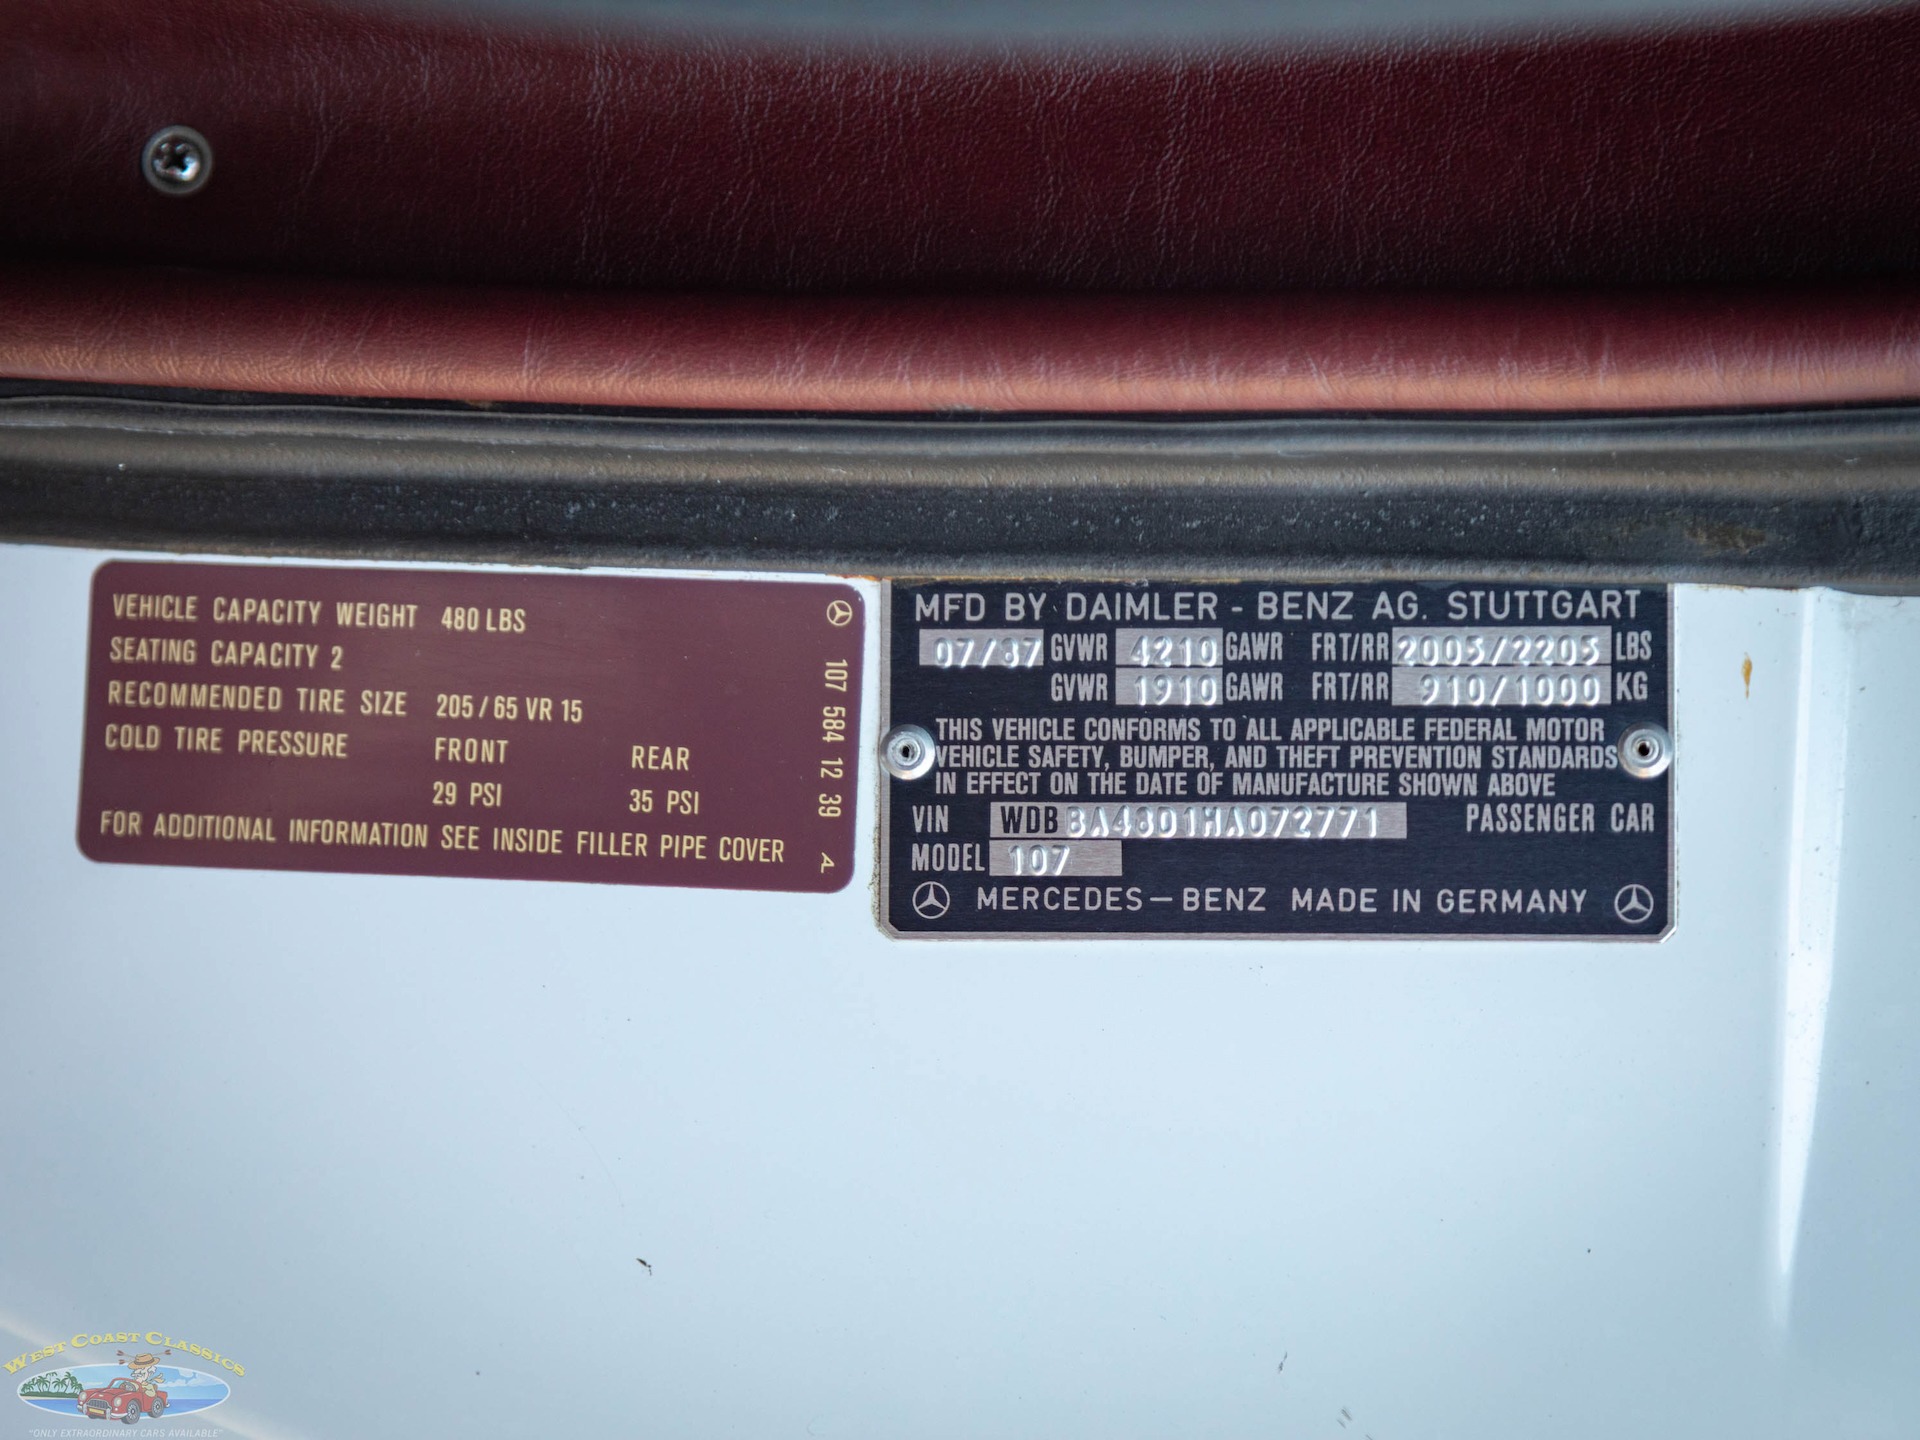 VEHICLE CAPACITY WEIGHT 480 LBS
SEATING CAPACITY 2
RECOMMENDED TIRE SIZE 205/65 VR 15
COLD TIRE PRESSURE FRONT REAR
29 PSI 35 PSI
FOR ADDITIONAL INFORMATION SEE INSIDE FILLER PIPE COVER
107 584 12 39 A
MFD BY DAIMLER - BENZ AG. STUTTGART
07/87 GVWR 4210 GAWR FRT/RR 2005/2205 LBS
GVWR 1910 GAWR FRT/RR 910/1000 KG
THIS VEHICLE CONFORMS TO ALL APPLICABLE FEDERAL MOTOR
VEHICLE SAFETY, BUMPER, AND THEFT PREVENTION STANDARDS
IN EFFECT ON THE DATE OF MANUFACTURE SHOWN ABOVE
VIN WDBBA48D1HA072771 PASSENGER CAR
MODEL 107
MERCEDES-BENZ MADE IN GERMANY
WEST COAST CLASSICS
"ONLY EXTRAORDINARY CARS AVAILABLE"